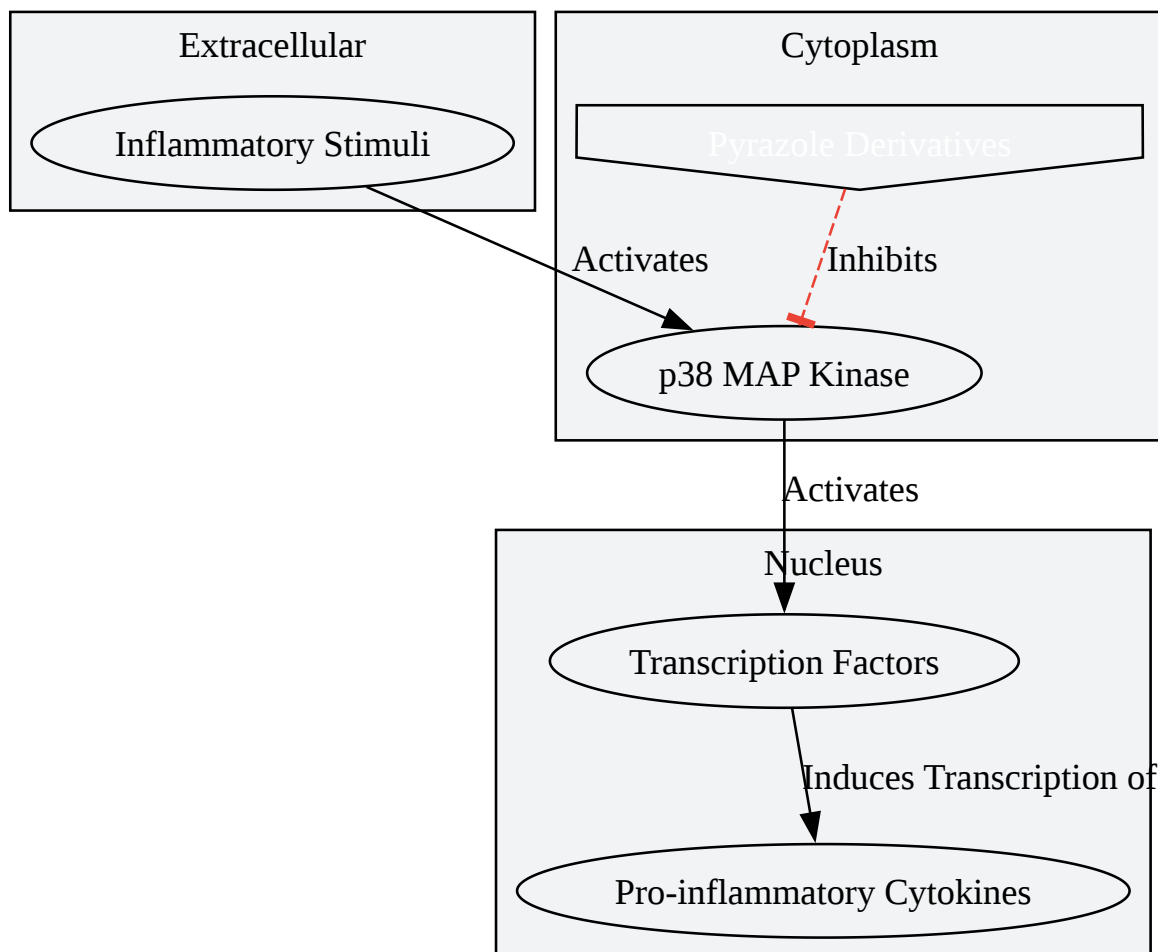 Extracellular
Cytoplasm
Inflammatory Stimuli
Pyrazole Derivatives
Activates
Inhibits
p38 MAP Kinase
Activates
Nucleus
Transcription Factors
Induces Transcription of
Pro-inflammatory Cytokines